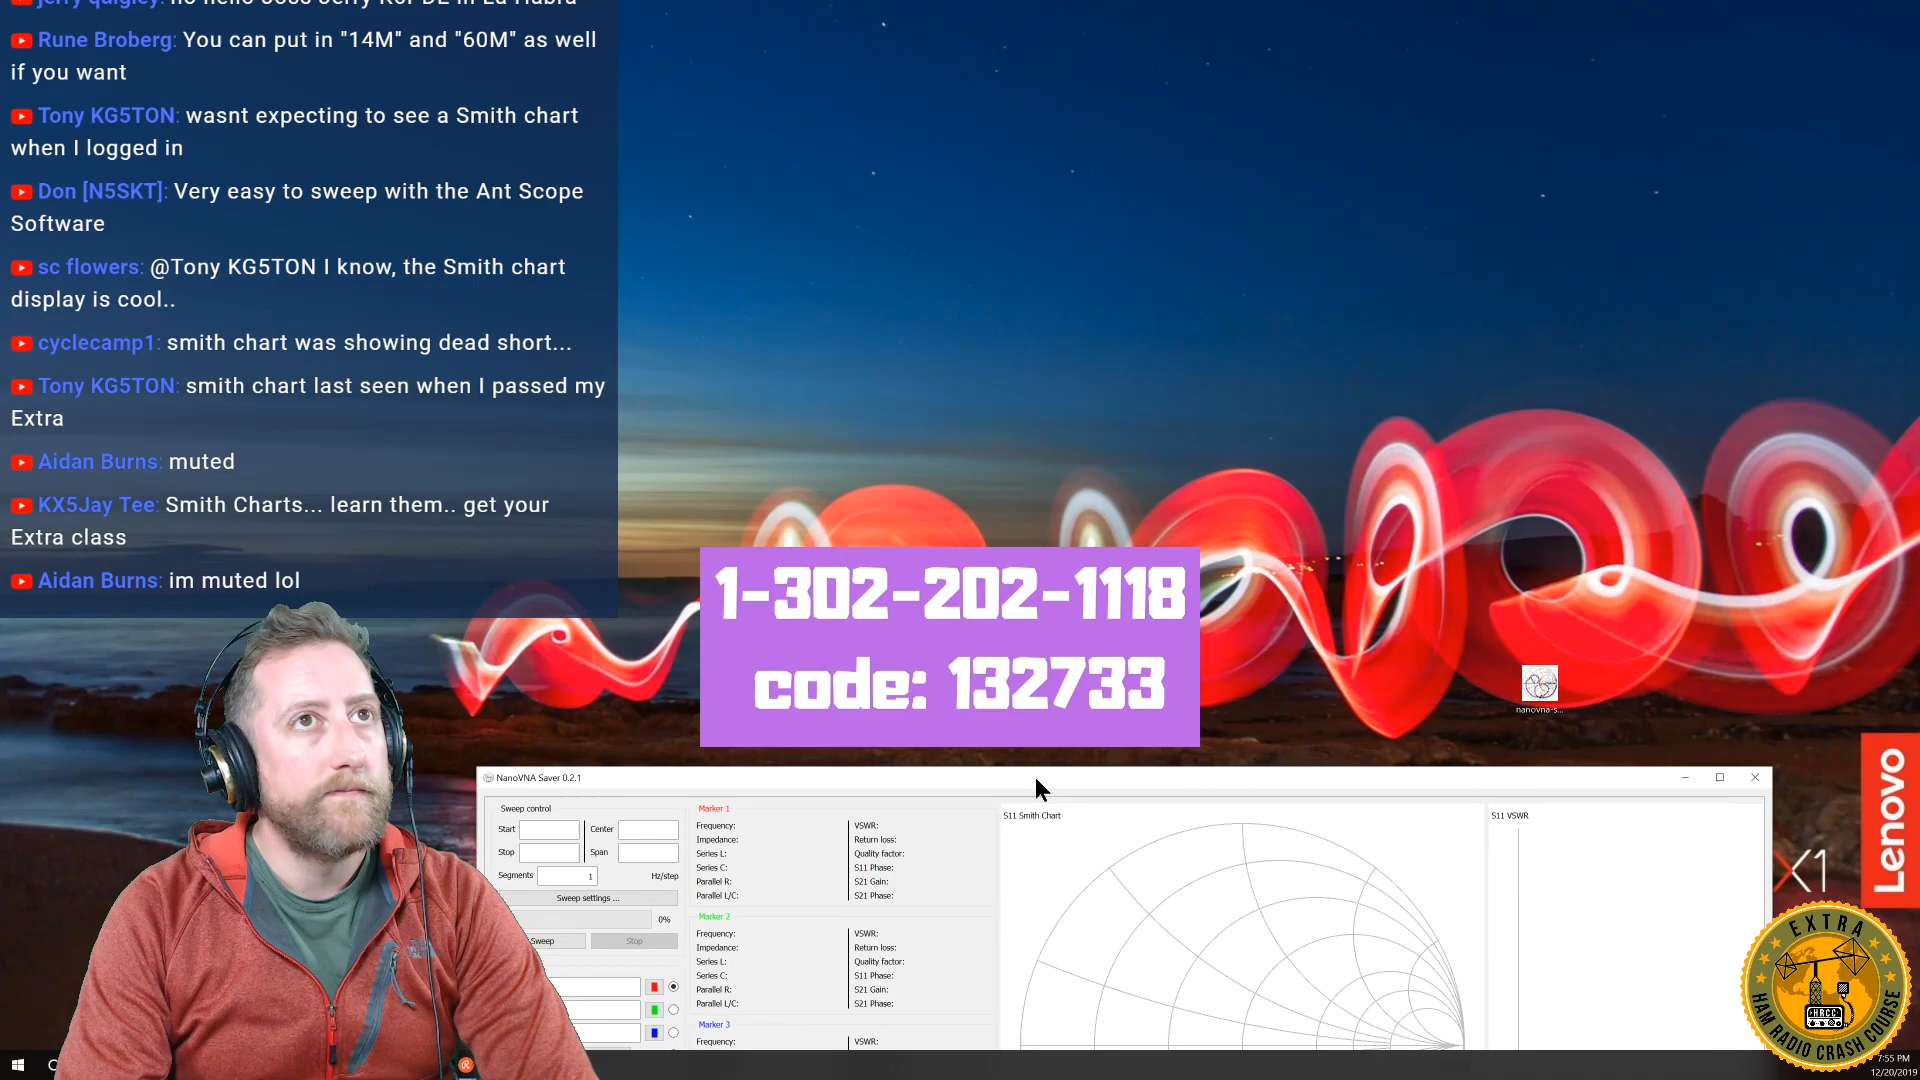 jerry quigley:
Rune Broberg: You can put in "14M" and "60M" as well
if you want
Tony KG5TON: wasnt expecting to see a Smith chart
when I logged in
Don [N5SKT]: Very easy to sweep with the Ant Scope
Software
sc flowers: @Tony KG5TON I know, the Smith chart
display is cool..
cyclecamp1: smith chart was showing dead short...
Tony KG5TON: smith chart last seen when I passed my
Extra
Aidan Burns: muted
KX5Jay Tee: Smith Charts... learn them.. get your
Extra class
Aidan Burns: im muted lol
1-302-202-1118
code: 132733
nanovna-s...
Lenovo
X1
NanoVNA Saver 0.2.1
Sweep control
Start
Center
Stop
Span
Segments
1
Hz/step
Sweep settings ...
0%
Sweep
Stop
Marker 1
Frequency:
Impedance:
Series L:
Series C:
Parallel R:
Parallel L/C:
VSWR:
Return loss:
Quality factor:
S11 Phase:
S21 Gain:
S21 Phase:
Marker 2
Frequency:
Impedance:
Series L:
Series C:
Parallel R:
Parallel L/C:
VSWR:
Return loss:
Quality factor:
S11 Phase:
S21 Gain:
S21 Phase:
Marker 3
Frequency:
VSWR:
S11 Smith Chart
S11 VSWR
EXTRA
HRCC
HAM RADIO CRASH COURSE
7:55 PM
12/20/2019